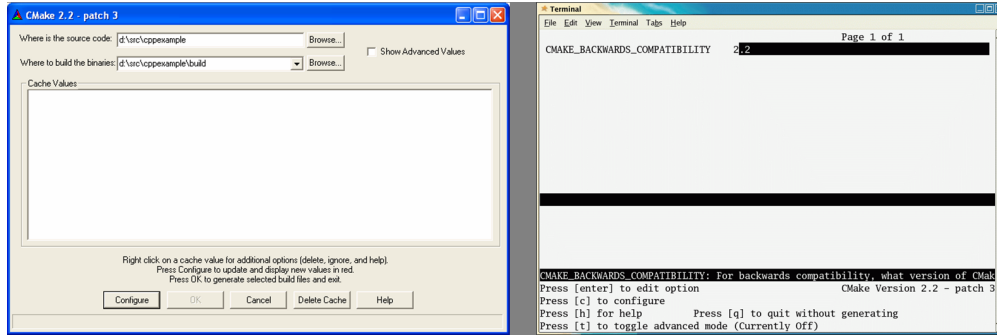 CMake 2.2 - patch 3
Where is the source code: d:\src\cppexample Browse...
Show Advanced Values
Where to build the binaries: d:\src\cppexample\build Browse...
Cache Values
Right click on a cache value for additional options (delete, ignore, and help).
Press Configure to update and display new values in red.
Press OK to generate selected build files and exit.
Configure OK Cancel Delete Cache Help
Terminal
File Edit View Terminal Tabs Help
Page 1 of 1
CMAKE_BACKWARDS_COMPATIBILITY 2.2
CMAKE_BACKWARDS_COMPATIBILITY: For backwards compatibility, what version of CMak
Press [enter] to edit option CMake Version 2.2 - patch 3
Press [c] to configure
Press [h] for help Press [q] to quit without generating
Press [t] to toggle advanced mode (Currently Off)